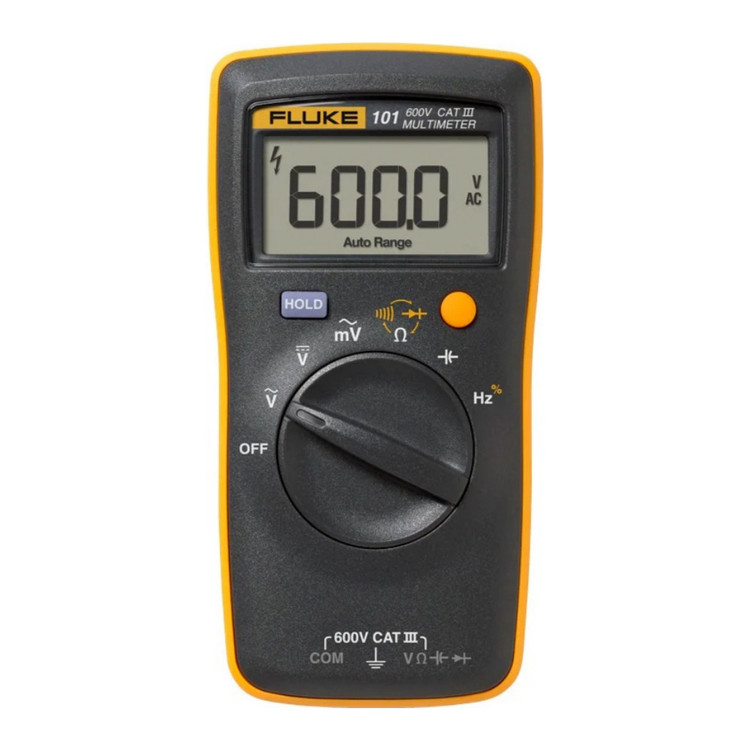 FLUKE 101 600V CAT III
MULTIMETER
600.0 V
AC
Auto Range
HOLD
mV
Ω
V
V
Hz%
OFF
600V CAT III
COM
VΩ